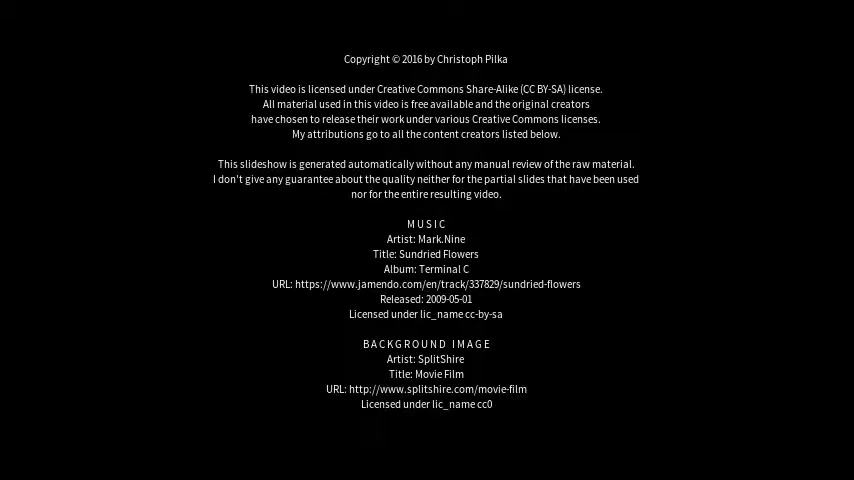 Copyright © 2016 by Christoph Pilka
This video is licensed under Creative Commons Share-Alike (CC BY-SA) license.
All material used in this video is free available and the original creators
have chosen to release their work under various Creative Commons licenses.
My attributions go to all the content creators listed below.
This slideshow is generated automatically without any manual review of the raw material.
I don't give any guarantee about the quality neither for the partial slides that have been used
nor for the entire resulting video.
MUSIC
Artist: Mark.Nine
Title: Sundried Flowers
Album: Terminal C
URL: https://www.jamendo.com/en/track/337829/sundried-flowers
Released: 2009-05-01
Licensed under lic_name cc-by-sa
BACKGROUND IMAGE
Artist: SplitShire
Title: Movie Film
URL: http://www.splitshire.com/movie-film
Licensed under lic_name cc0